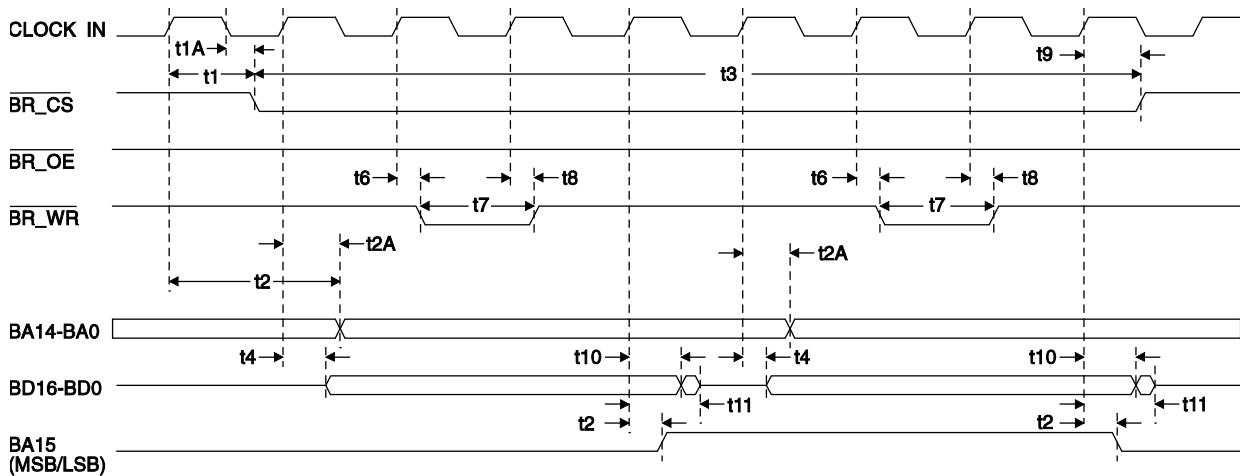 CLOCK IN
t1A
t9
t1
t3
BR_CS
BR_OE
t6
t8
t6
t8
BR_WR
t7
t7
t2A
t2A
t2
BA14-BA0
t4
t10
t4
t10
BD16-BD0
t11
t11
t2
t2
BA15
(MSB/LSB)